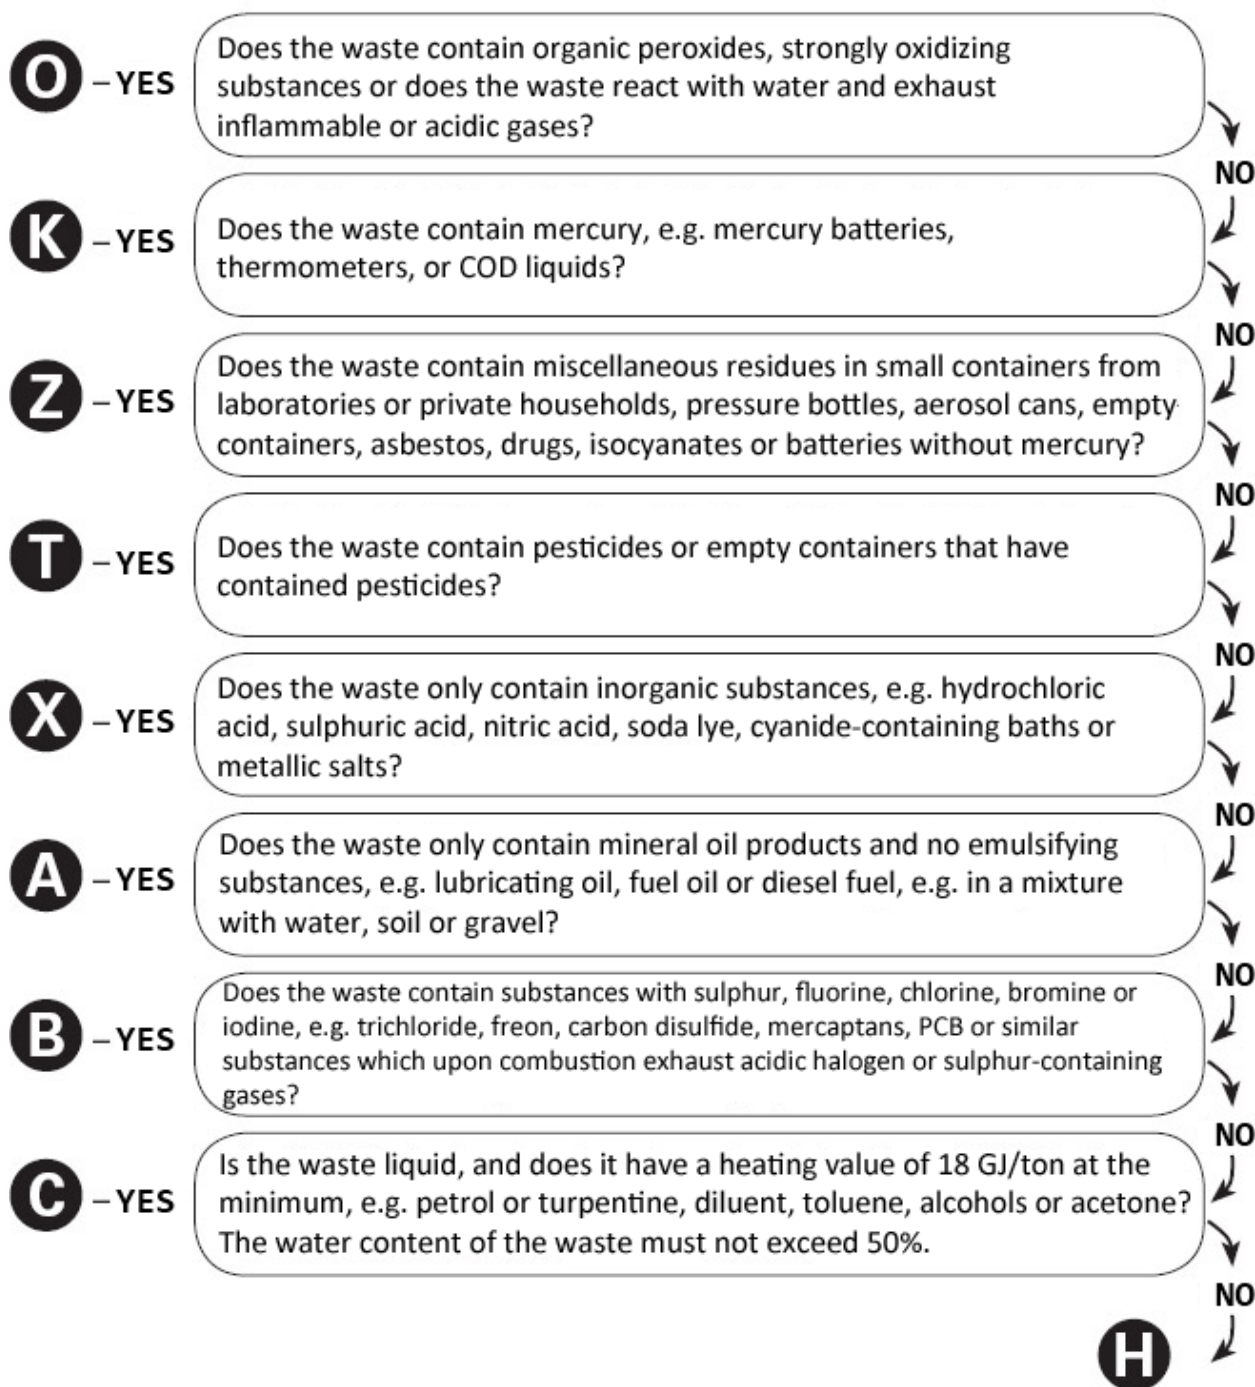 O – YES
Does the waste contain organic peroxides, strongly oxidizing
substances or does the waste react with water and exhaust
inflammable or acidic gases?
NO
K – YES
Does the waste contain mercury, e.g. mercury batteries,
thermometers, or COD liquids?
NO
Z – YES
Does the waste contain miscellaneous residues in small containers from
laboratories or private households, pressure bottles, aerosol cans, empty
containers, asbestos, drugs, isocyanates or batteries without mercury?
NO
T – YES
Does the waste contain pesticides or empty containers that have
contained pesticides?
NO
X – YES
Does the waste only contain inorganic substances, e.g. hydrochloric
acid, sulphuric acid, nitric acid, soda lye, cyanide-containing baths or
metallic salts?
NO
A – YES
Does the waste only contain mineral oil products and no emulsifying
substances, e.g. lubricating oil, fuel oil or diesel fuel, e.g. in a mixture
with water, soil or gravel?
NO
B – YES
Does the waste contain substances with sulphur, fluorine, chlorine, bromine or
iodine, e.g. trichloride, freon, carbon disulfide, mercaptans, PCB or similar
substances which upon combustion exhaust acidic halogen or sulphur-containing
gases?
NO
C – YES
Is the waste liquid, and does it have a heating value of 18 GJ/ton at the
minimum, e.g. petrol or turpentine, diluent, toluene, alcohols or acetone?
The water content of the waste must not exceed 50%.
NO
H